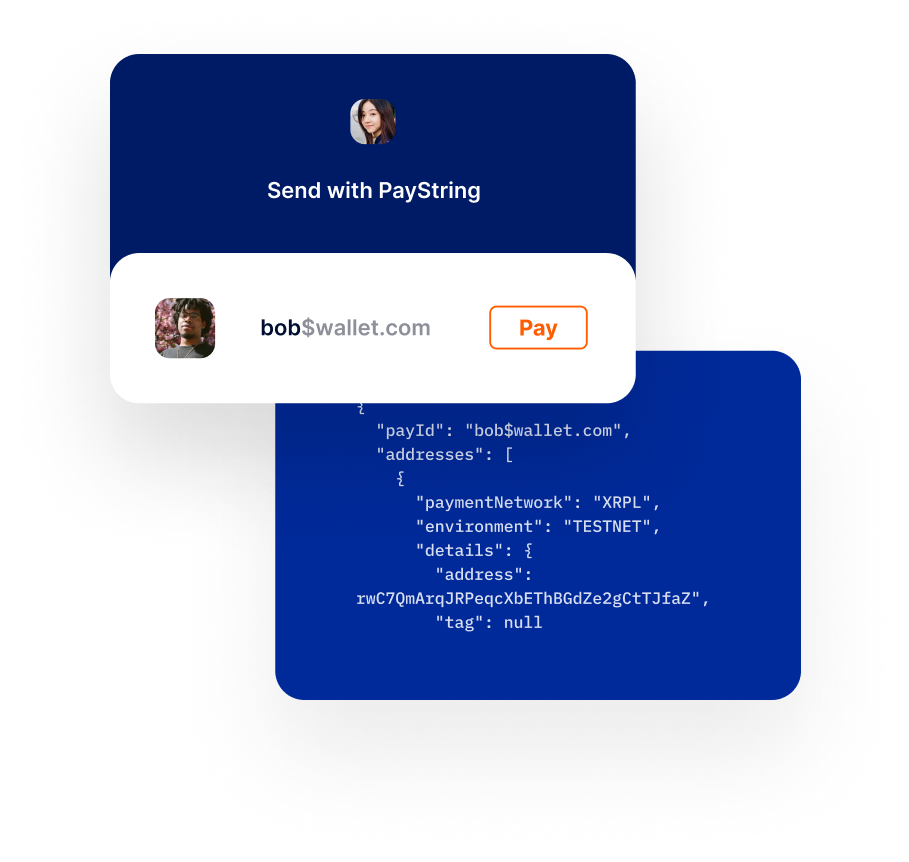 Send with PayString
bob$wallet.com
Pay
{
"payId": "bob$wallet.com",
"addresses": [
{
"paymentNetwork": "XRPL",
"environment": "TESTNET",
"details": {
"address":
rwC7QmArqJRPeqcXbEThBGdZe2gCtTJfaZ",
"tag": null